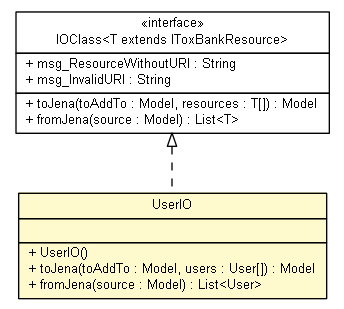 «interface»
IOClass<T extends IToxBankResource>
+ msg_ResourceWithoutURI : String
+ msg_InvalidURI : String
+ toJena(toAddTo : Model, resources : T[]) : Model
+ fromJena(source : Model) : List<T>
UserIO
+ UserIO()
+ toJena(toAddTo : Model, users : User[]) : Model
+ fromJena(source : Model) : List<User>